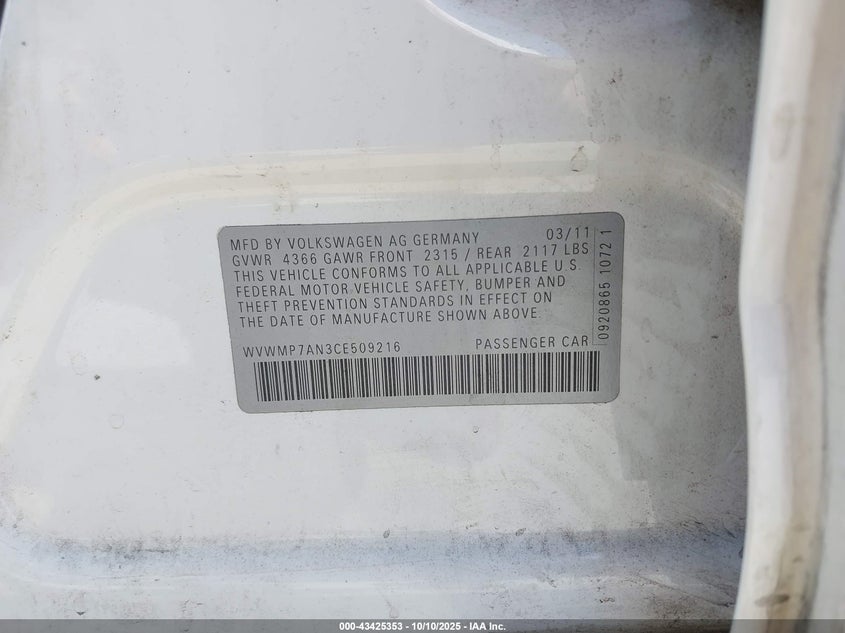 MFD BY VOLKSWAGEN AG GERMANY 03/11
GVWR 4366 GAWR FRONT 2315 / REAR 2117 LBS
THIS VEHICLE CONFORMS TO ALL APPLICABLE U S.
FEDERAL MOTOR VEHICLE SAFETY, BUMPER AND
THEFT PREVENTION STANDARDS IN EFFECT ON
THE DATE OF MANUFACTURE SHOWN ABOVE.
WVWMP7AN3CE509216 PASSENGER CAR
0920865 1072 1
000-43425353 - 10/10/2025 - IAA Inc.